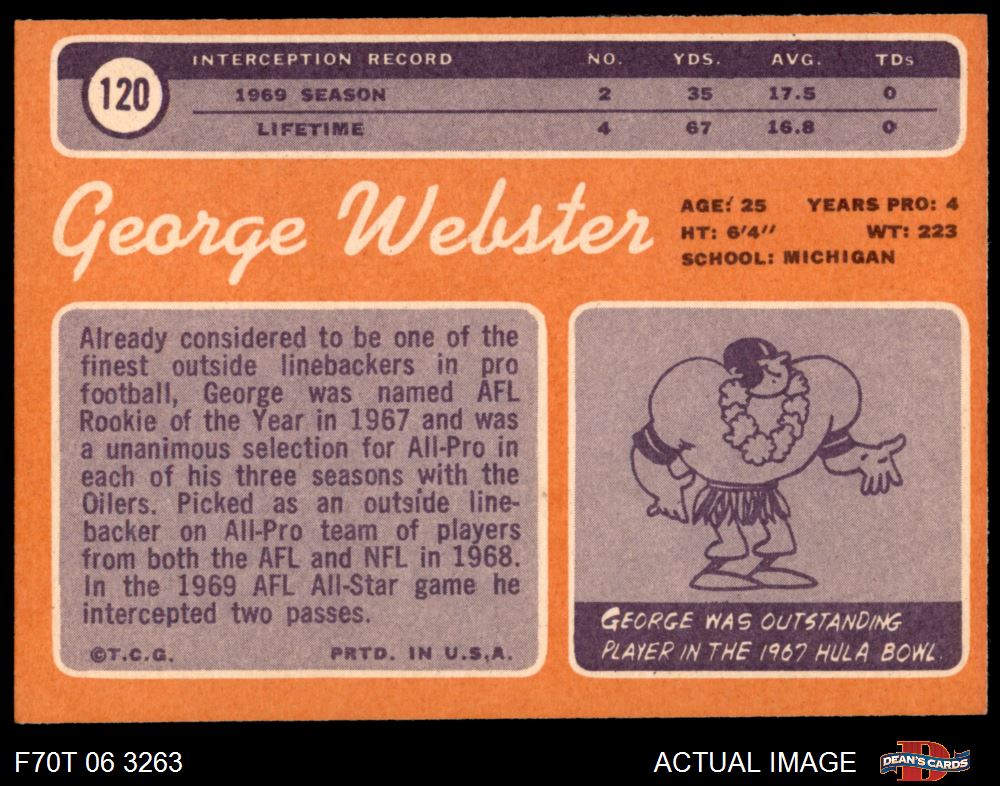 120
INTERCEPTION RECORD NO. YDS. AVG. TDs
1969 SEASON 2 35 17.5 0
LIFETIME 4 67 16.8 0
George Webster
AGE: 25 YEARS PRO: 4
HT: 6'4" WT: 223
SCHOOL: MICHIGAN
Already considered to be one of the
finest outside linebackers in pro
football, George was named AFL
Rookie of the Year in 1967 and was
a unanimous selection for All-Pro in
each of his three seasons with the
Oilers. Picked as an outside line-
backer on All-Pro team of players
from both the AFL and NFL in 1968.
In the 1969 AFL All-Star game he
intercepted two passes.
©T.C.G. PRTD. IN U.S.A.
GEORGE WAS OUTSTANDING
PLAYER IN THE 1967 HULA BOWL.
F70T 06 3263 ACTUAL IMAGE D DEAN'S CARDS